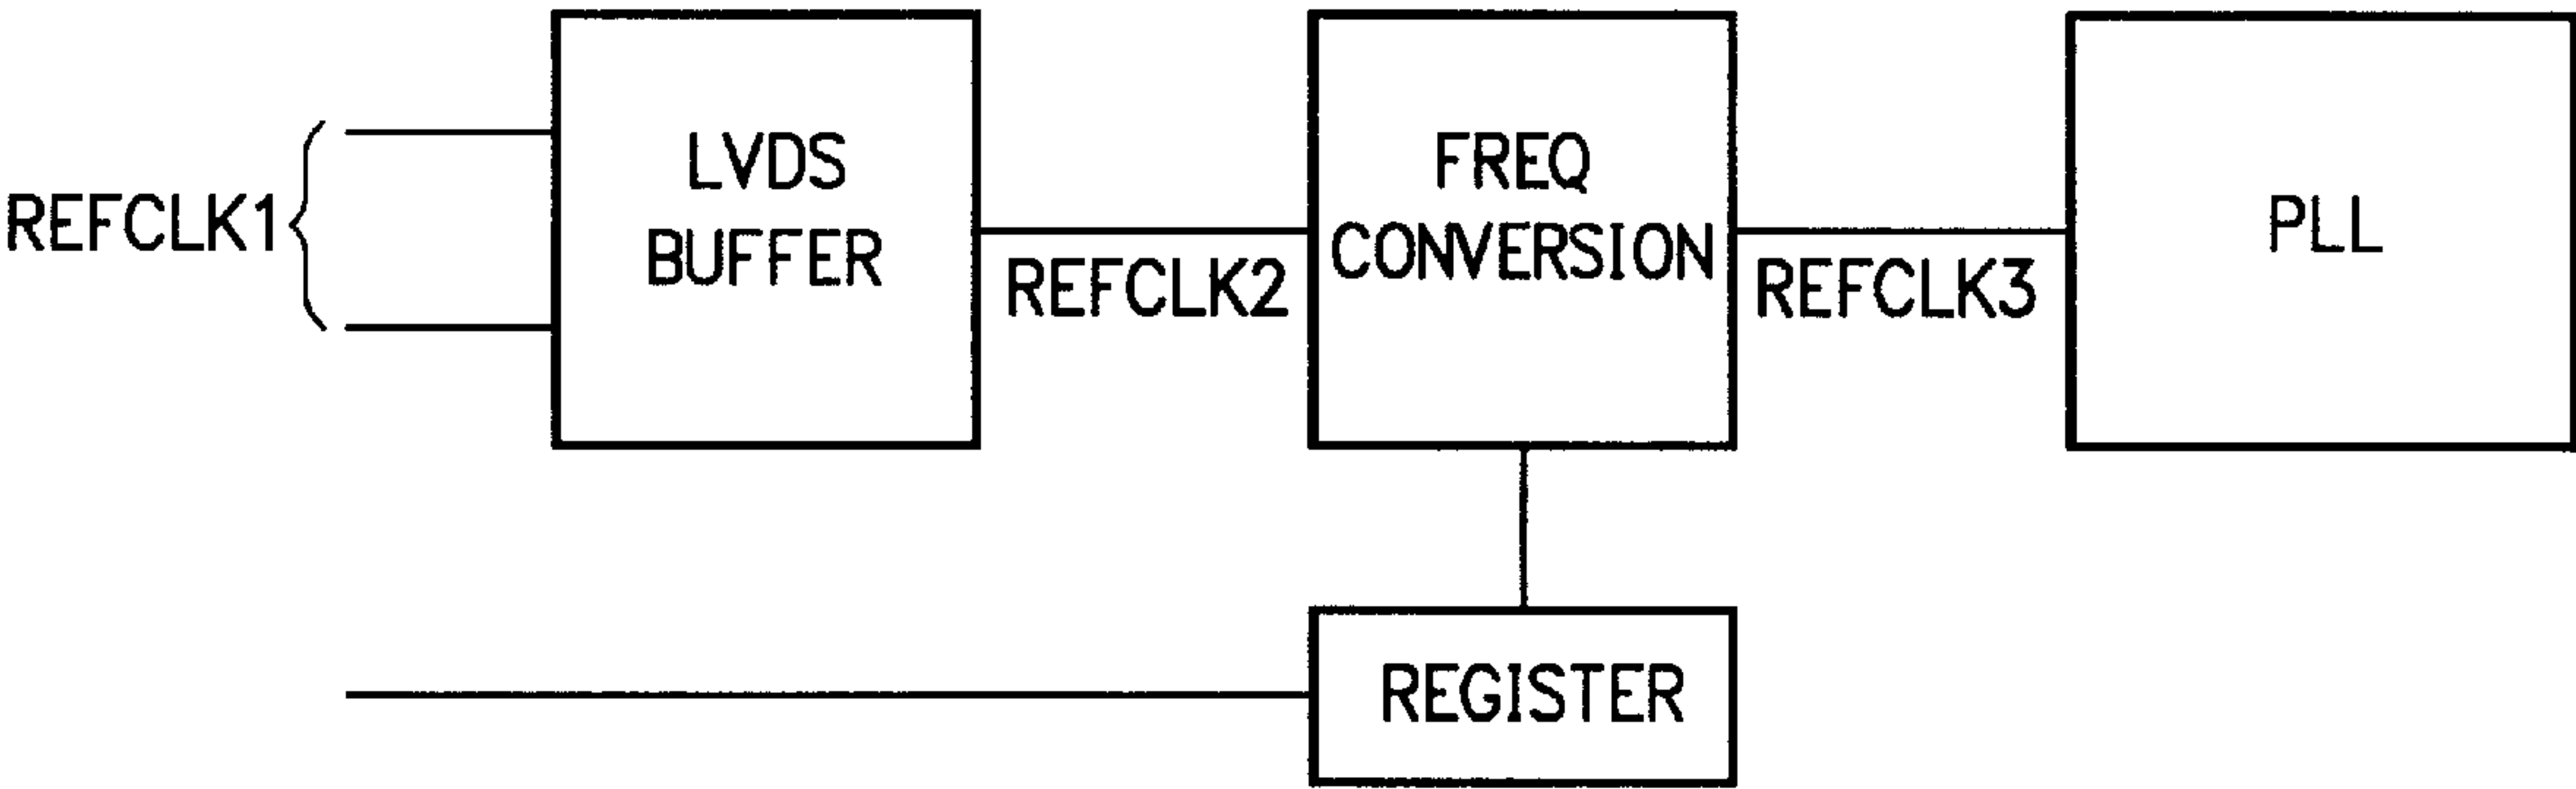 REFCLK1
LVDS
BUFFER
REFCLK2
FREQ
CONVERSION
REFCLK3
PLL
REGISTER